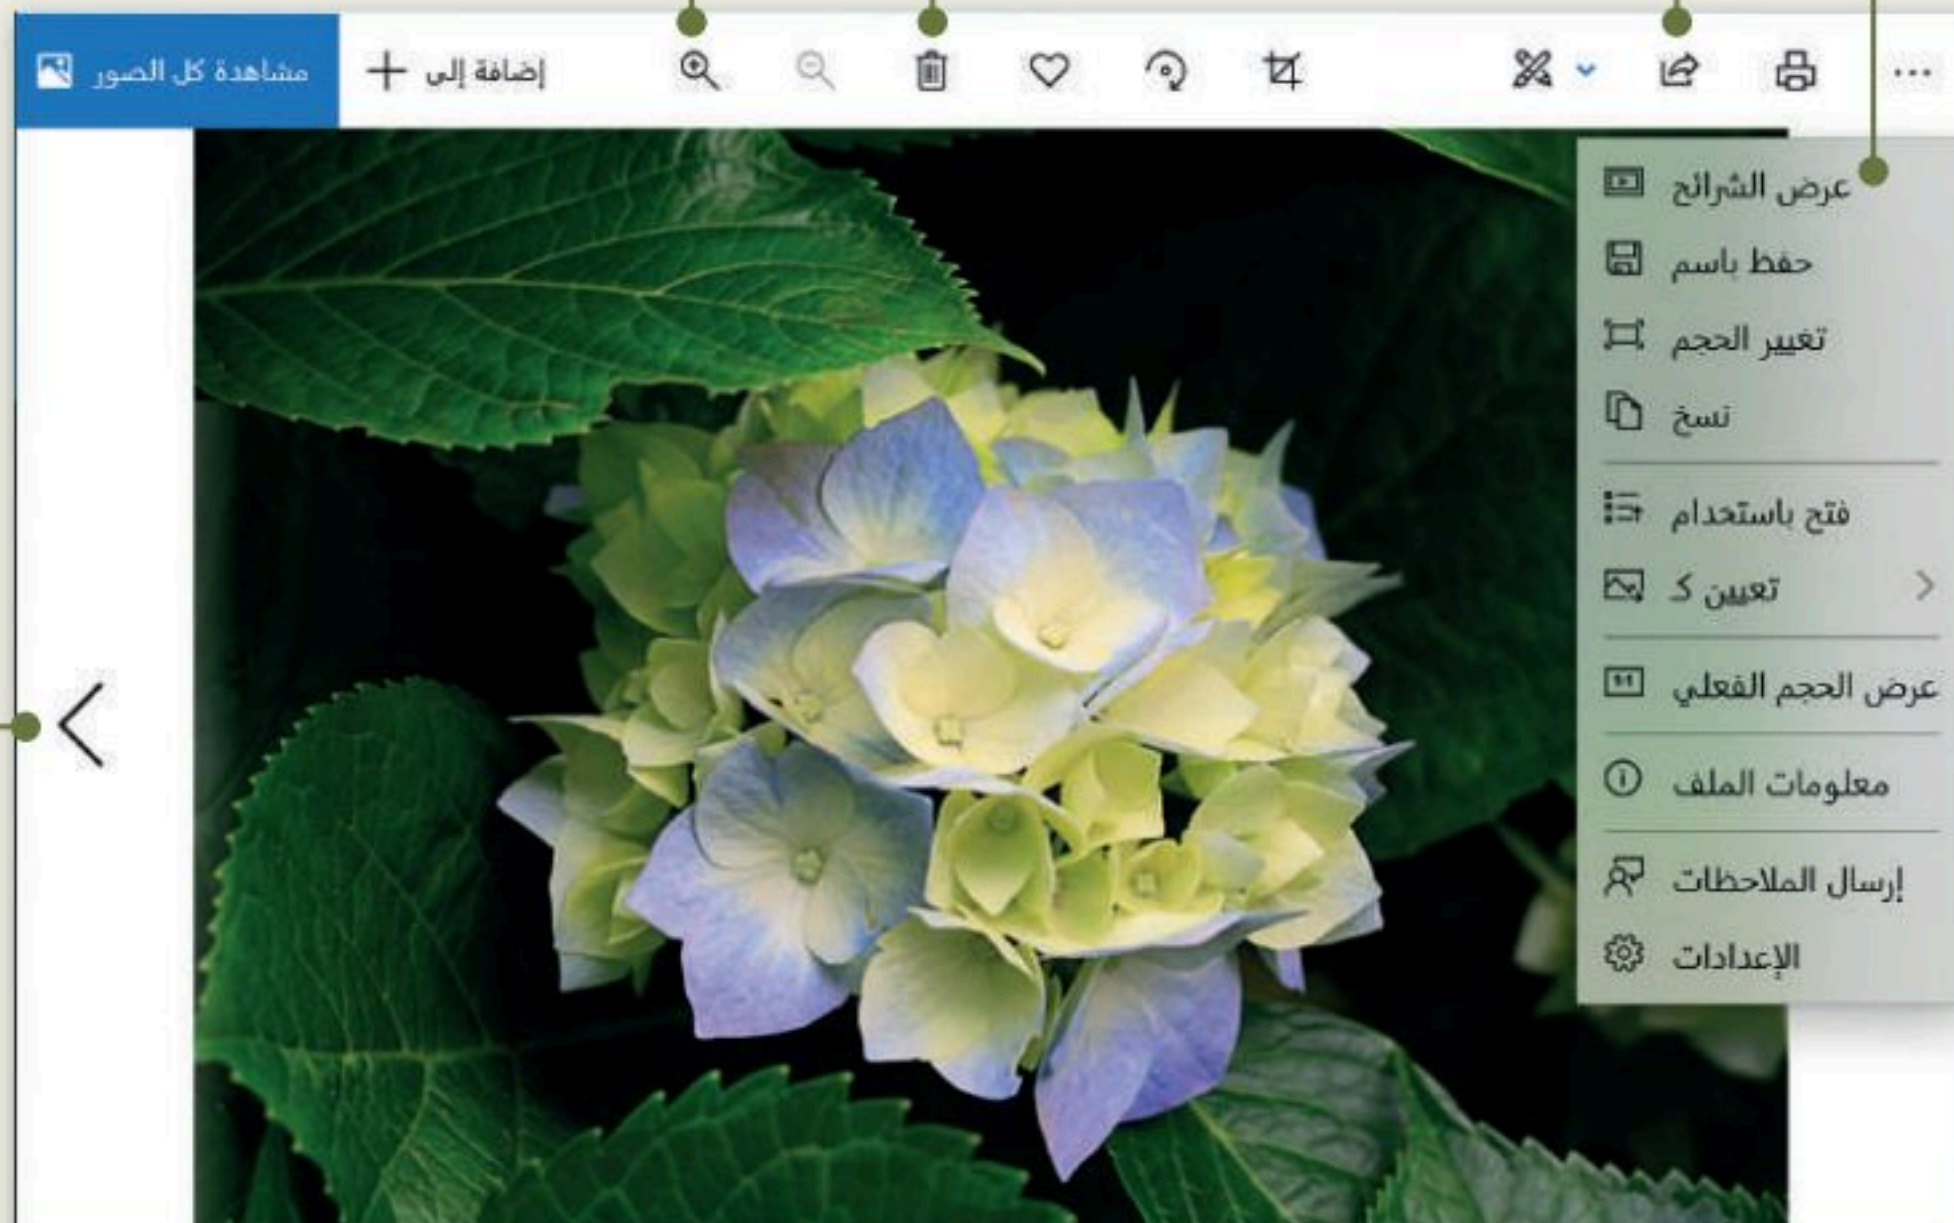 مشاهدة كل الصور
إضافة إلى
عرض الشرائح
حفظ باسم
تغيير الحجم
نسخ
فتح باستخدام
تعيين كـ
عرض الحجم الفعلي
معلومات الملف
إرسال الملاحظات
الإعدادات